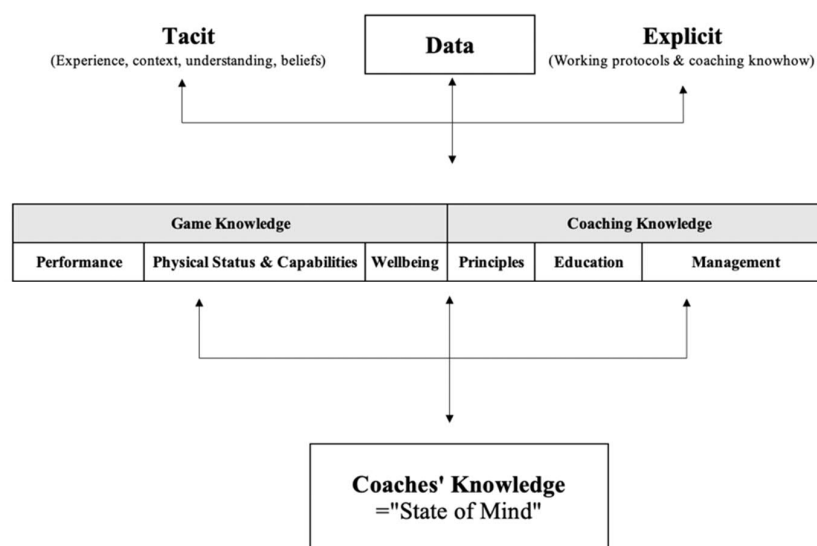 Tacit
(Experience, context, understanding, beliefs)
Data
Explicit
(Working protocols & coaching knowhow)
Game Knowledge
Coaching Knowledge
Performance
Physical Status & Capabilities
Wellbeing
Principles
Education
Management
Coaches' Knowledge
="State of Mind"